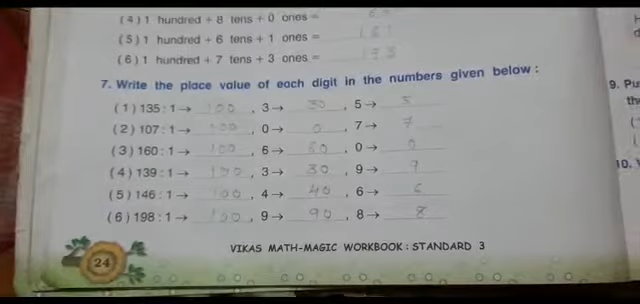 (4) 1 hundred + 8 tens + 0 ones =
(5) 1 hundred + 6 tens + 1 ones =
(6) 1 hundred + 7 tens + 3 ones =
7. Write the place value of each digit in the numbers given below :
(1) 135 : 1 → 100 , 3 → 30 , 5 → 5
(2) 107 : 1 → 100 , 0 → 0 , 7 → 7
(3) 160 : 1 → 100 , 6 → 60 , 0 → 0
(4) 139 : 1 → 100 , 3 → 30 , 9 → 9
(5) 146 : 1 → 100 , 4 → 40 , 6 → 6
(6) 198 : 1 → 100 , 9 → 90 , 8 → 8
24
VIKAS MATH-MAGIC WORKBOOK : STANDARD 3
9. Pu
th
10.